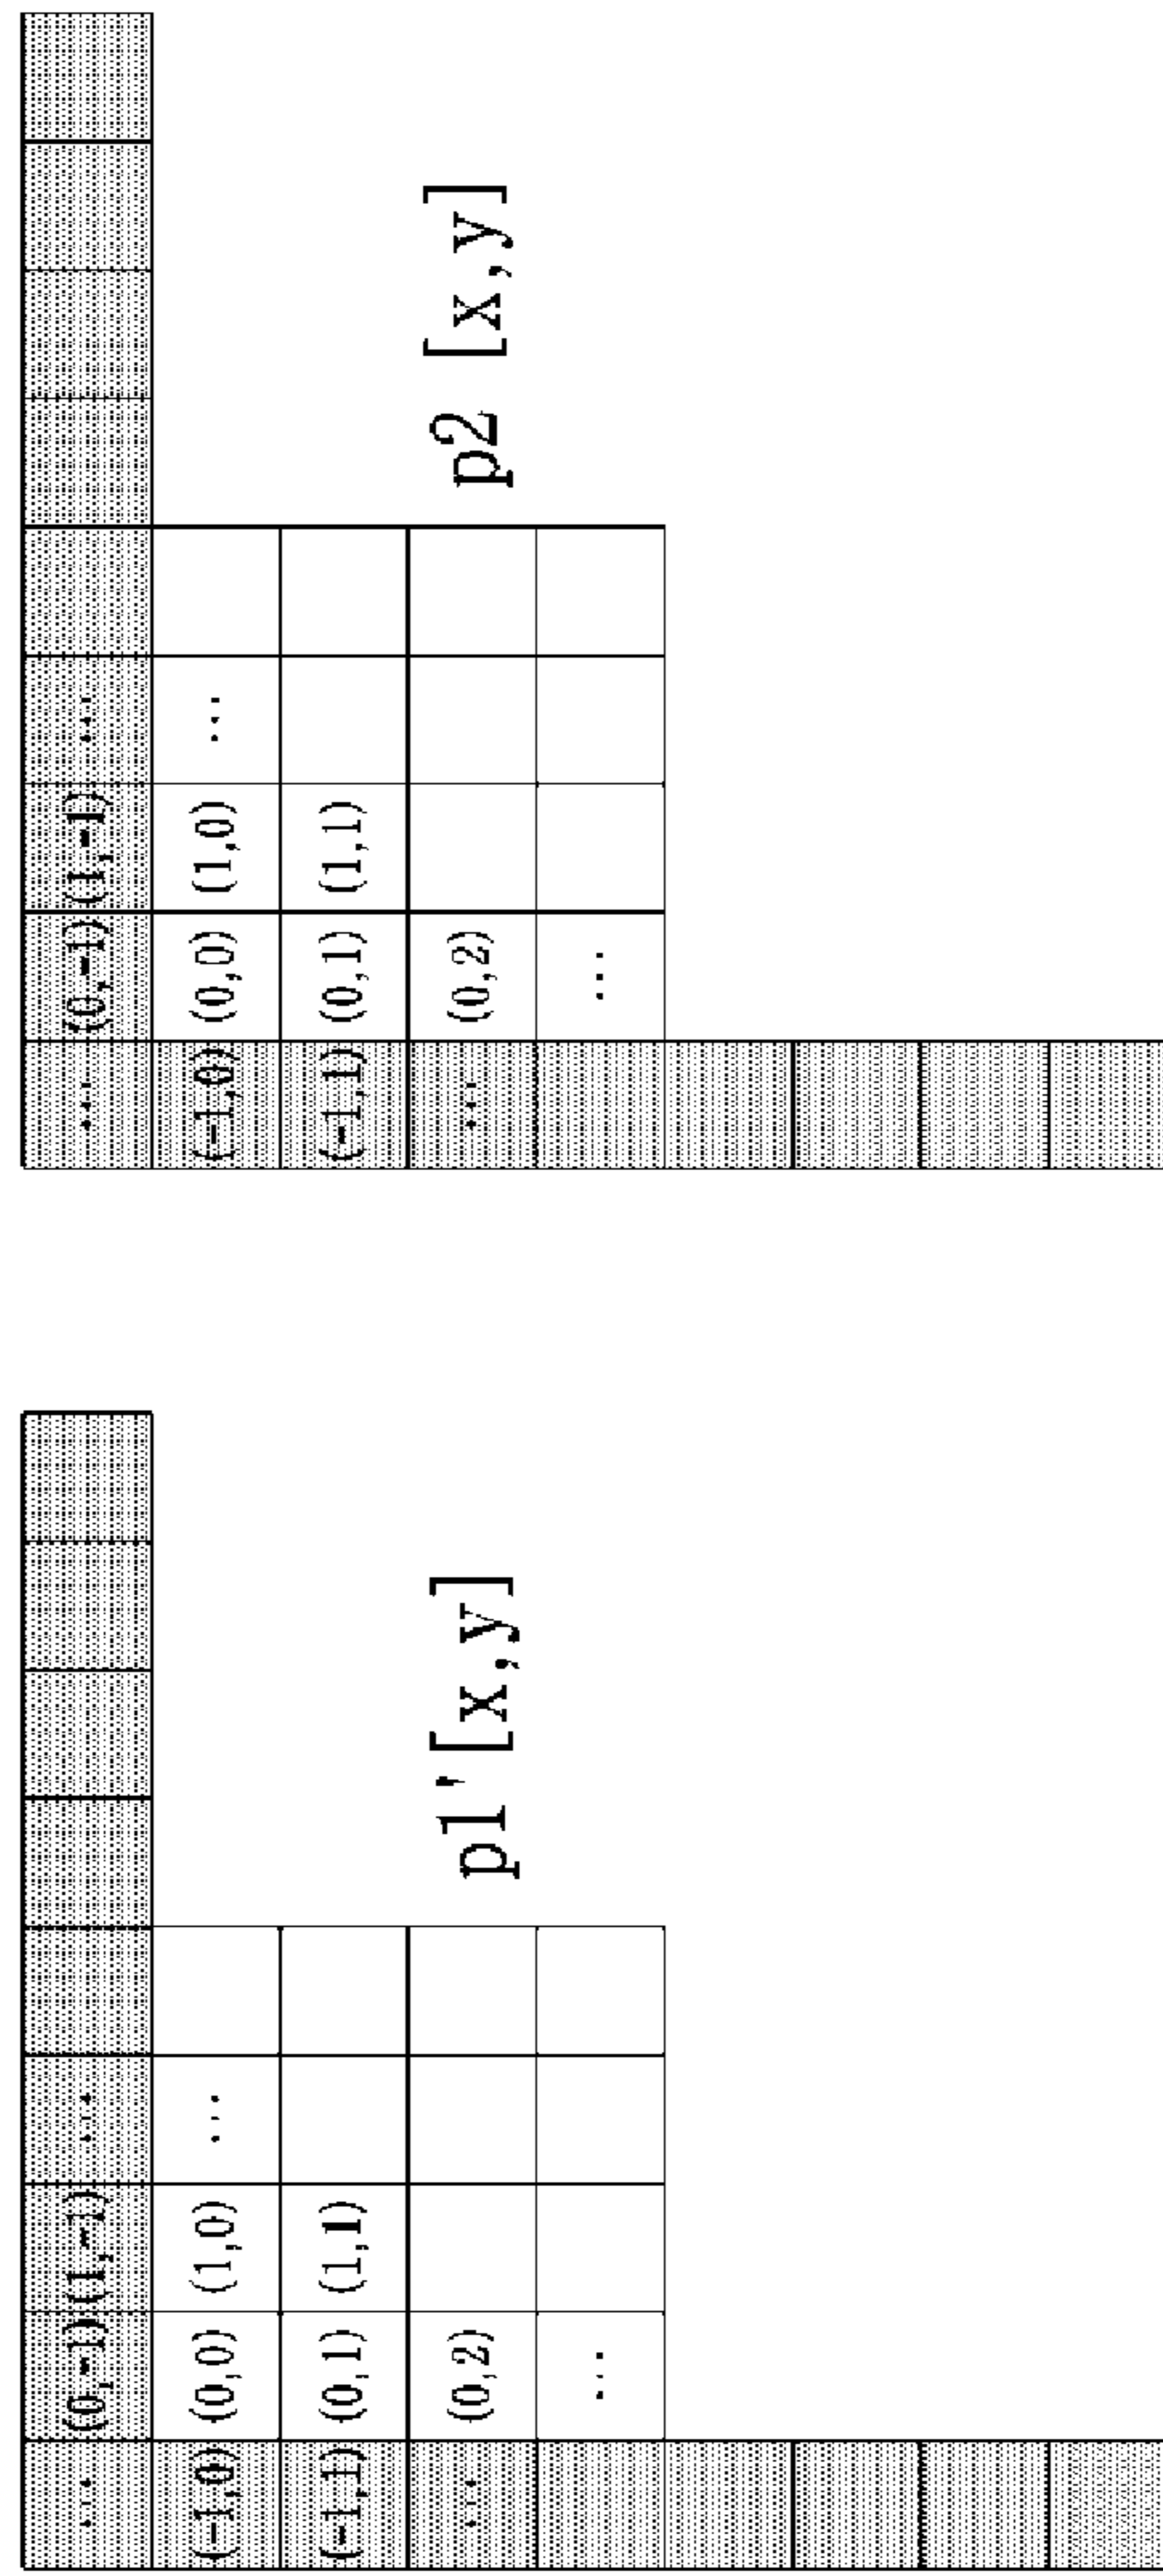 … (0,-1) (1,-1) …
(-1,0) (0,0) (1,0) …
(-1,1) (0,1) (1,1)
… (0,2)
…
p1'[x,y]
… (0,-1) (1,-1) …
(-1,0) (0,0) (1,0) …
(-1,1) (0,1) (1,1)
… (0,2)
…
p2 [x,y]